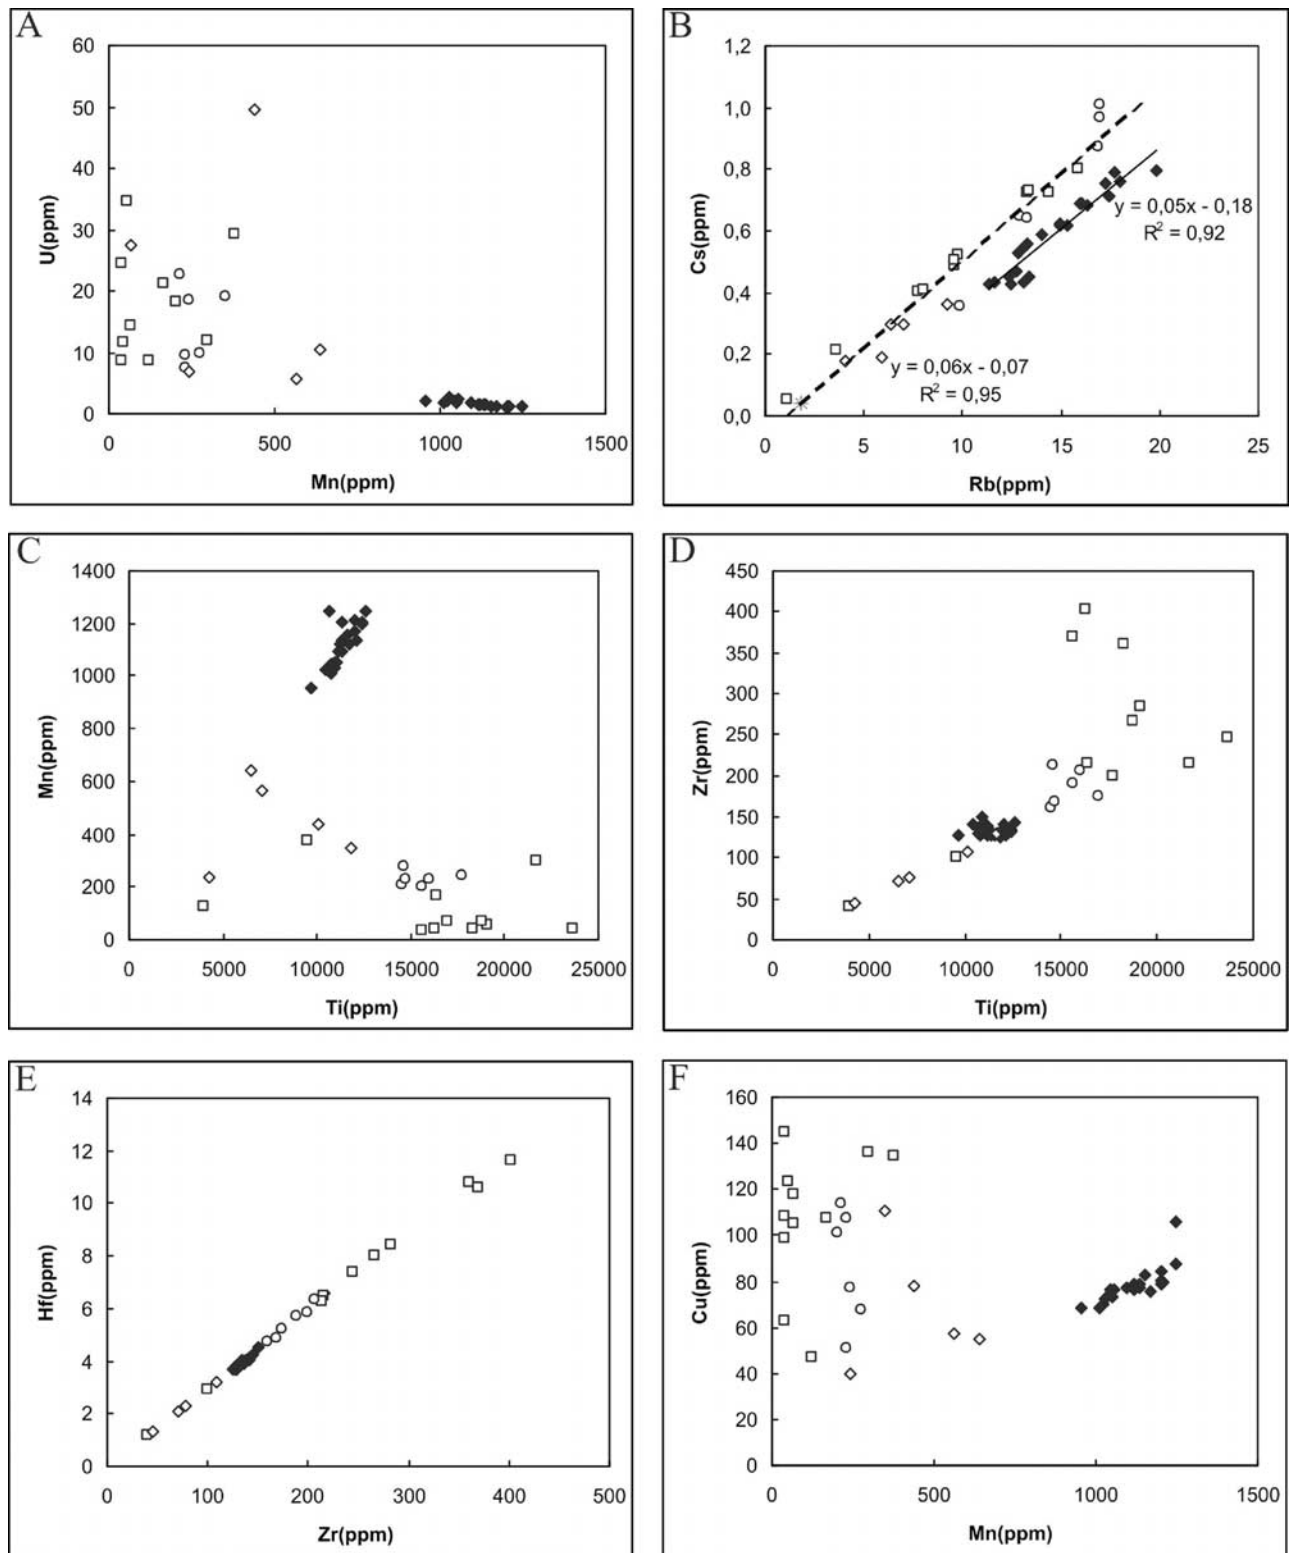 A
60
50
40
30
20
10
0
U(ppm)
0 500 1000 1500
Mn(ppm)
B
1,2
1,0
0,8
0,6
0,4
0,2
0,0
Cs(ppm)
y = 0,05x - 0,18
R² = 0,92
y = 0,06x - 0,07
R² = 0,95
0 5 10 15 20 25
Rb(ppm)
C
1400
1200
1000
800
600
400
200
0
Mn(ppm)
0 5000 10000 15000 20000 25000
Ti(ppm)
D
450
400
350
300
250
200
150
100
50
0
Zr(ppm)
0 5000 10000 15000 20000 25000
Ti(ppm)
E
14
12
10
8
6
4
2
0
Hf(ppm)
0 100 200 300 400 500
Zr(ppm)
F
160
140
120
100
80
60
40
20
0
Cu(ppm)
0 500 1000 1500
Mn(ppm)